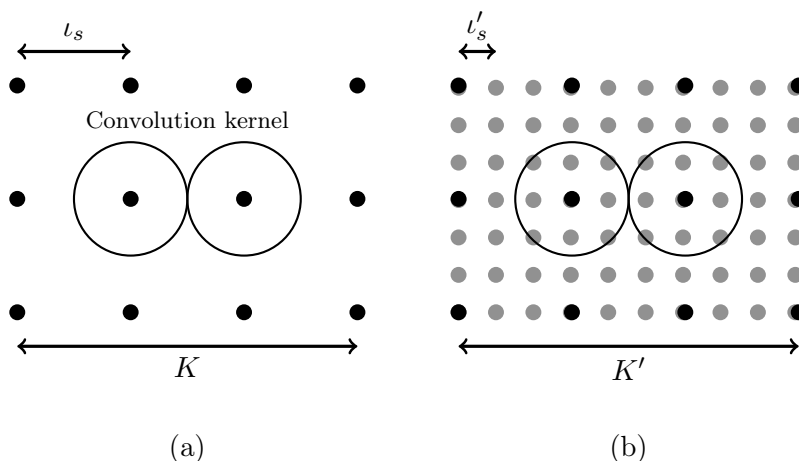 ι_s
ι′_s
Convolution kernel
K
K′
(a)
(b)